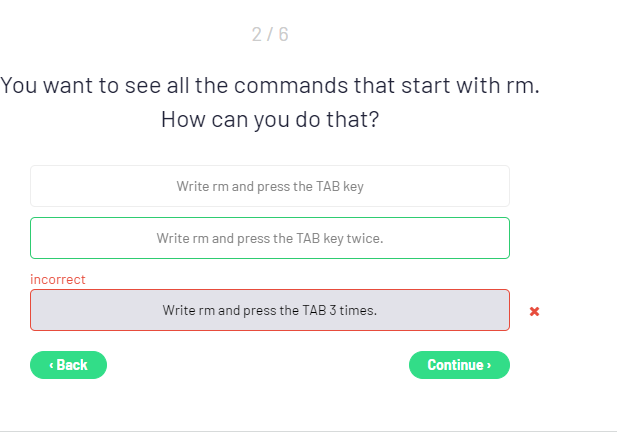 2 / 6
You want to see all the commands that start with rm.
How can you do that?
Write rm and press the TAB key
Write rm and press the TAB key twice.
incorrect
Write rm and press the TAB 3 times.
‹ Back
Continue ›